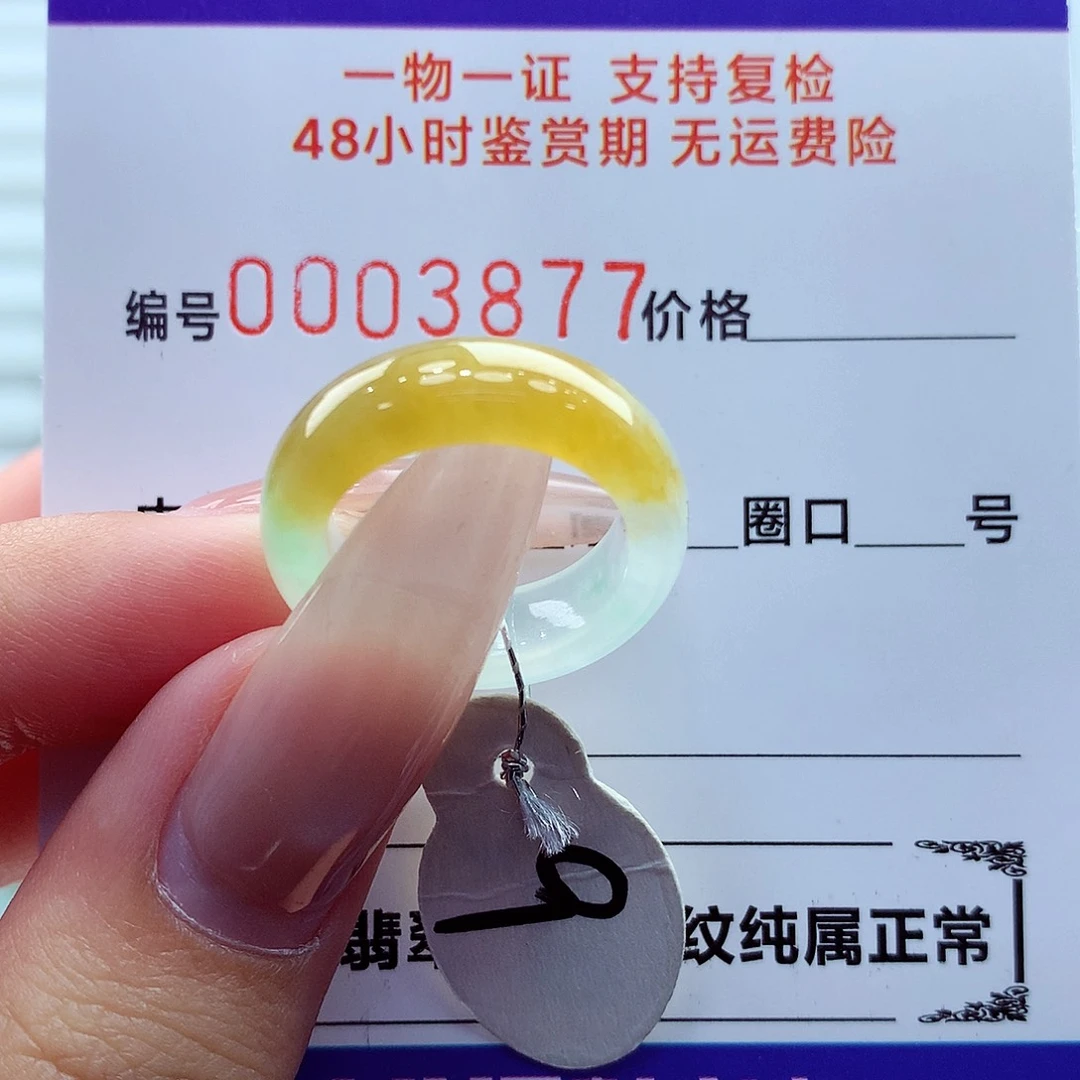 一物一证 支持复检
48小时鉴赏期 无运费险
编号0003877价格
圈口 号
9
翡 纹纯属正常